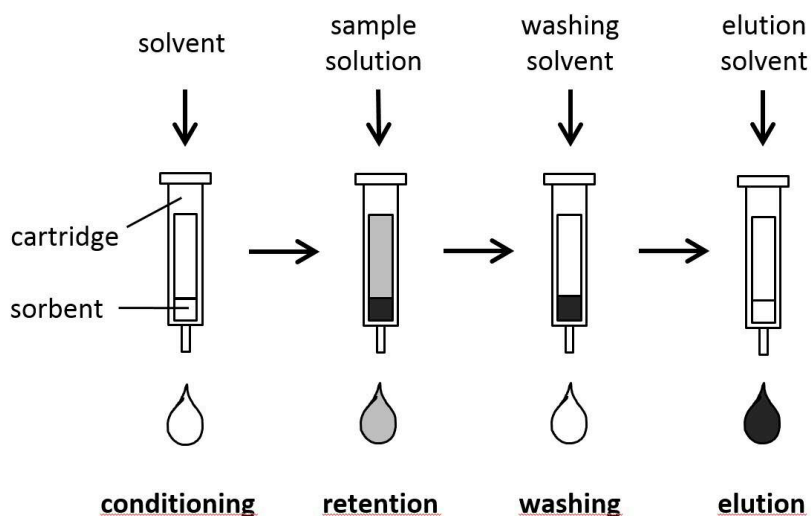 solvent
sample
solution
washing
solvent
elution
solvent
cartridge
sorbent
conditioning
retention
washing
elution